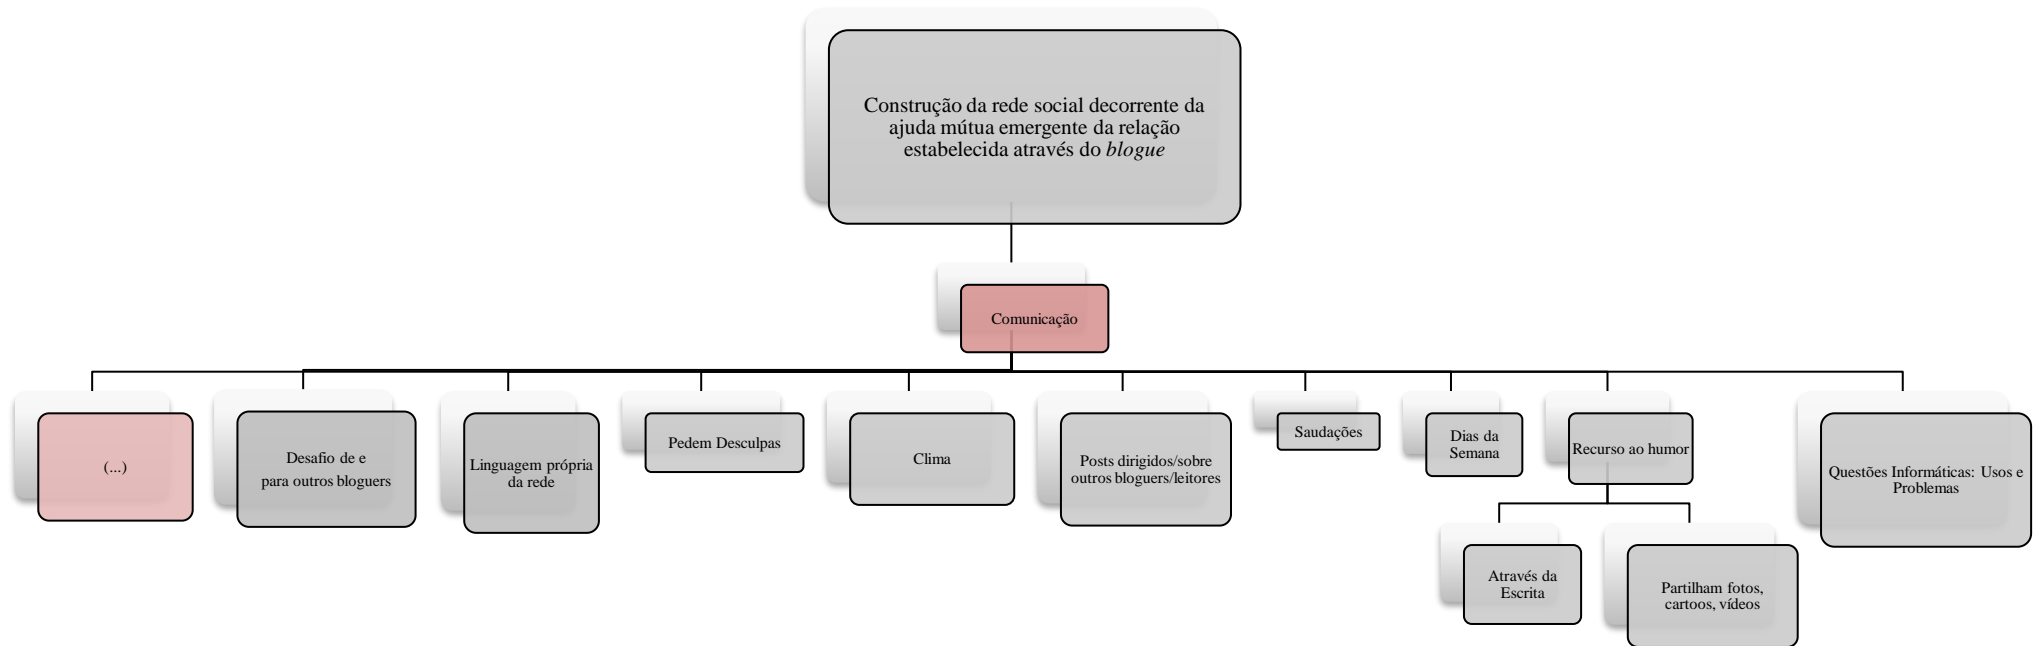 Construção da rede social decorrente da
ajuda mútua emergente da relação
estabelecida através do blogue
Comunicação
(...)
Desafio de e
para outros bloguers
Linguagem própria
da rede
Pedem Desculpas
Clima
Posts dirigidos/sobre
outros bloguers/leitores
Saudações
Dias da
Semana
Recurso ao humor
Questões Informáticas: Usos e
Problemas
Através da
Escrita
Partilham fotos,
cartoos, vídeos